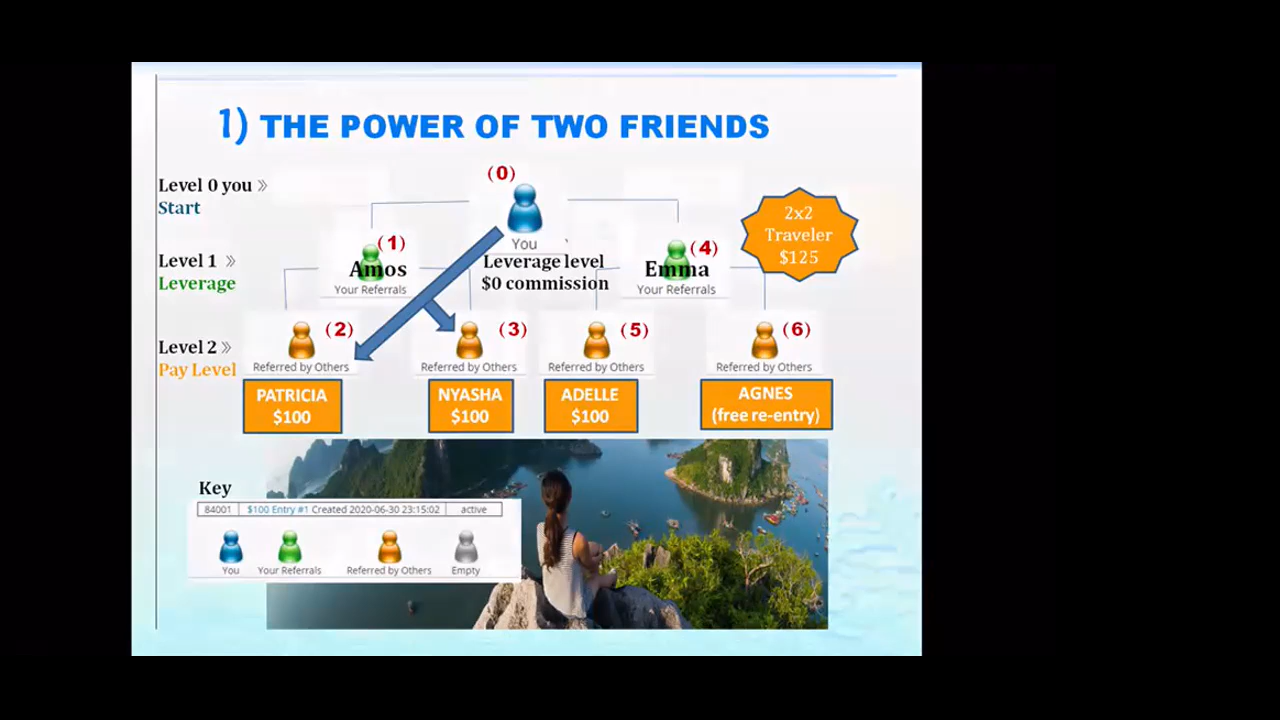 1) THE POWER OF TWO FRIENDS
Level 0 you »
Start
(0)
You
2x2
Traveler
$125
Level 1 »
Leverage
(1)
Amos
Your Referrals
Leverage level
$0 commission
(4)
Emma
Your Referrals
Level 2 »
Pay Level
(2)
Referred by Others
(3)
Referred by Others
(5)
Referred by Others
(6)
Referred by Others
PATRICIA
$100
NYASHA
$100
ADELLE
$100
AGNES
(free re-entry)
Key
84001 $100 Entry #1 Created 2020-06-30 23:15:02 active
You Your Referrals Referred by Others Empty